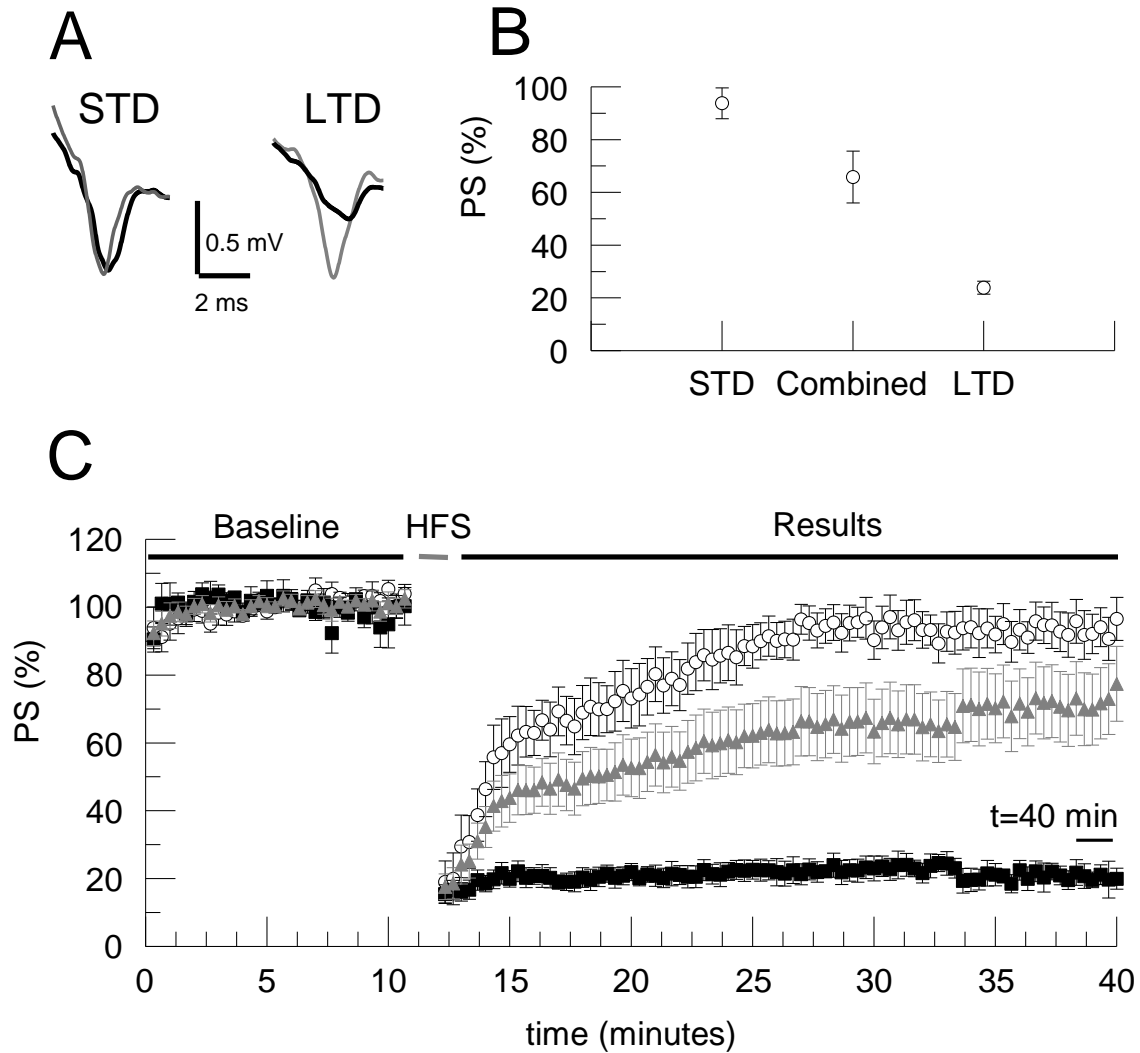 A
STD
LTD
0.5 mV
2 ms
B
PS (%)
100
80
60
40
20
0
STD Combined LTD
C
Baseline HFS Results
PS (%)
120
100
80
60
40
20
0
t=40 min
0 5 10 15 20 25 30 35 40
time (minutes)